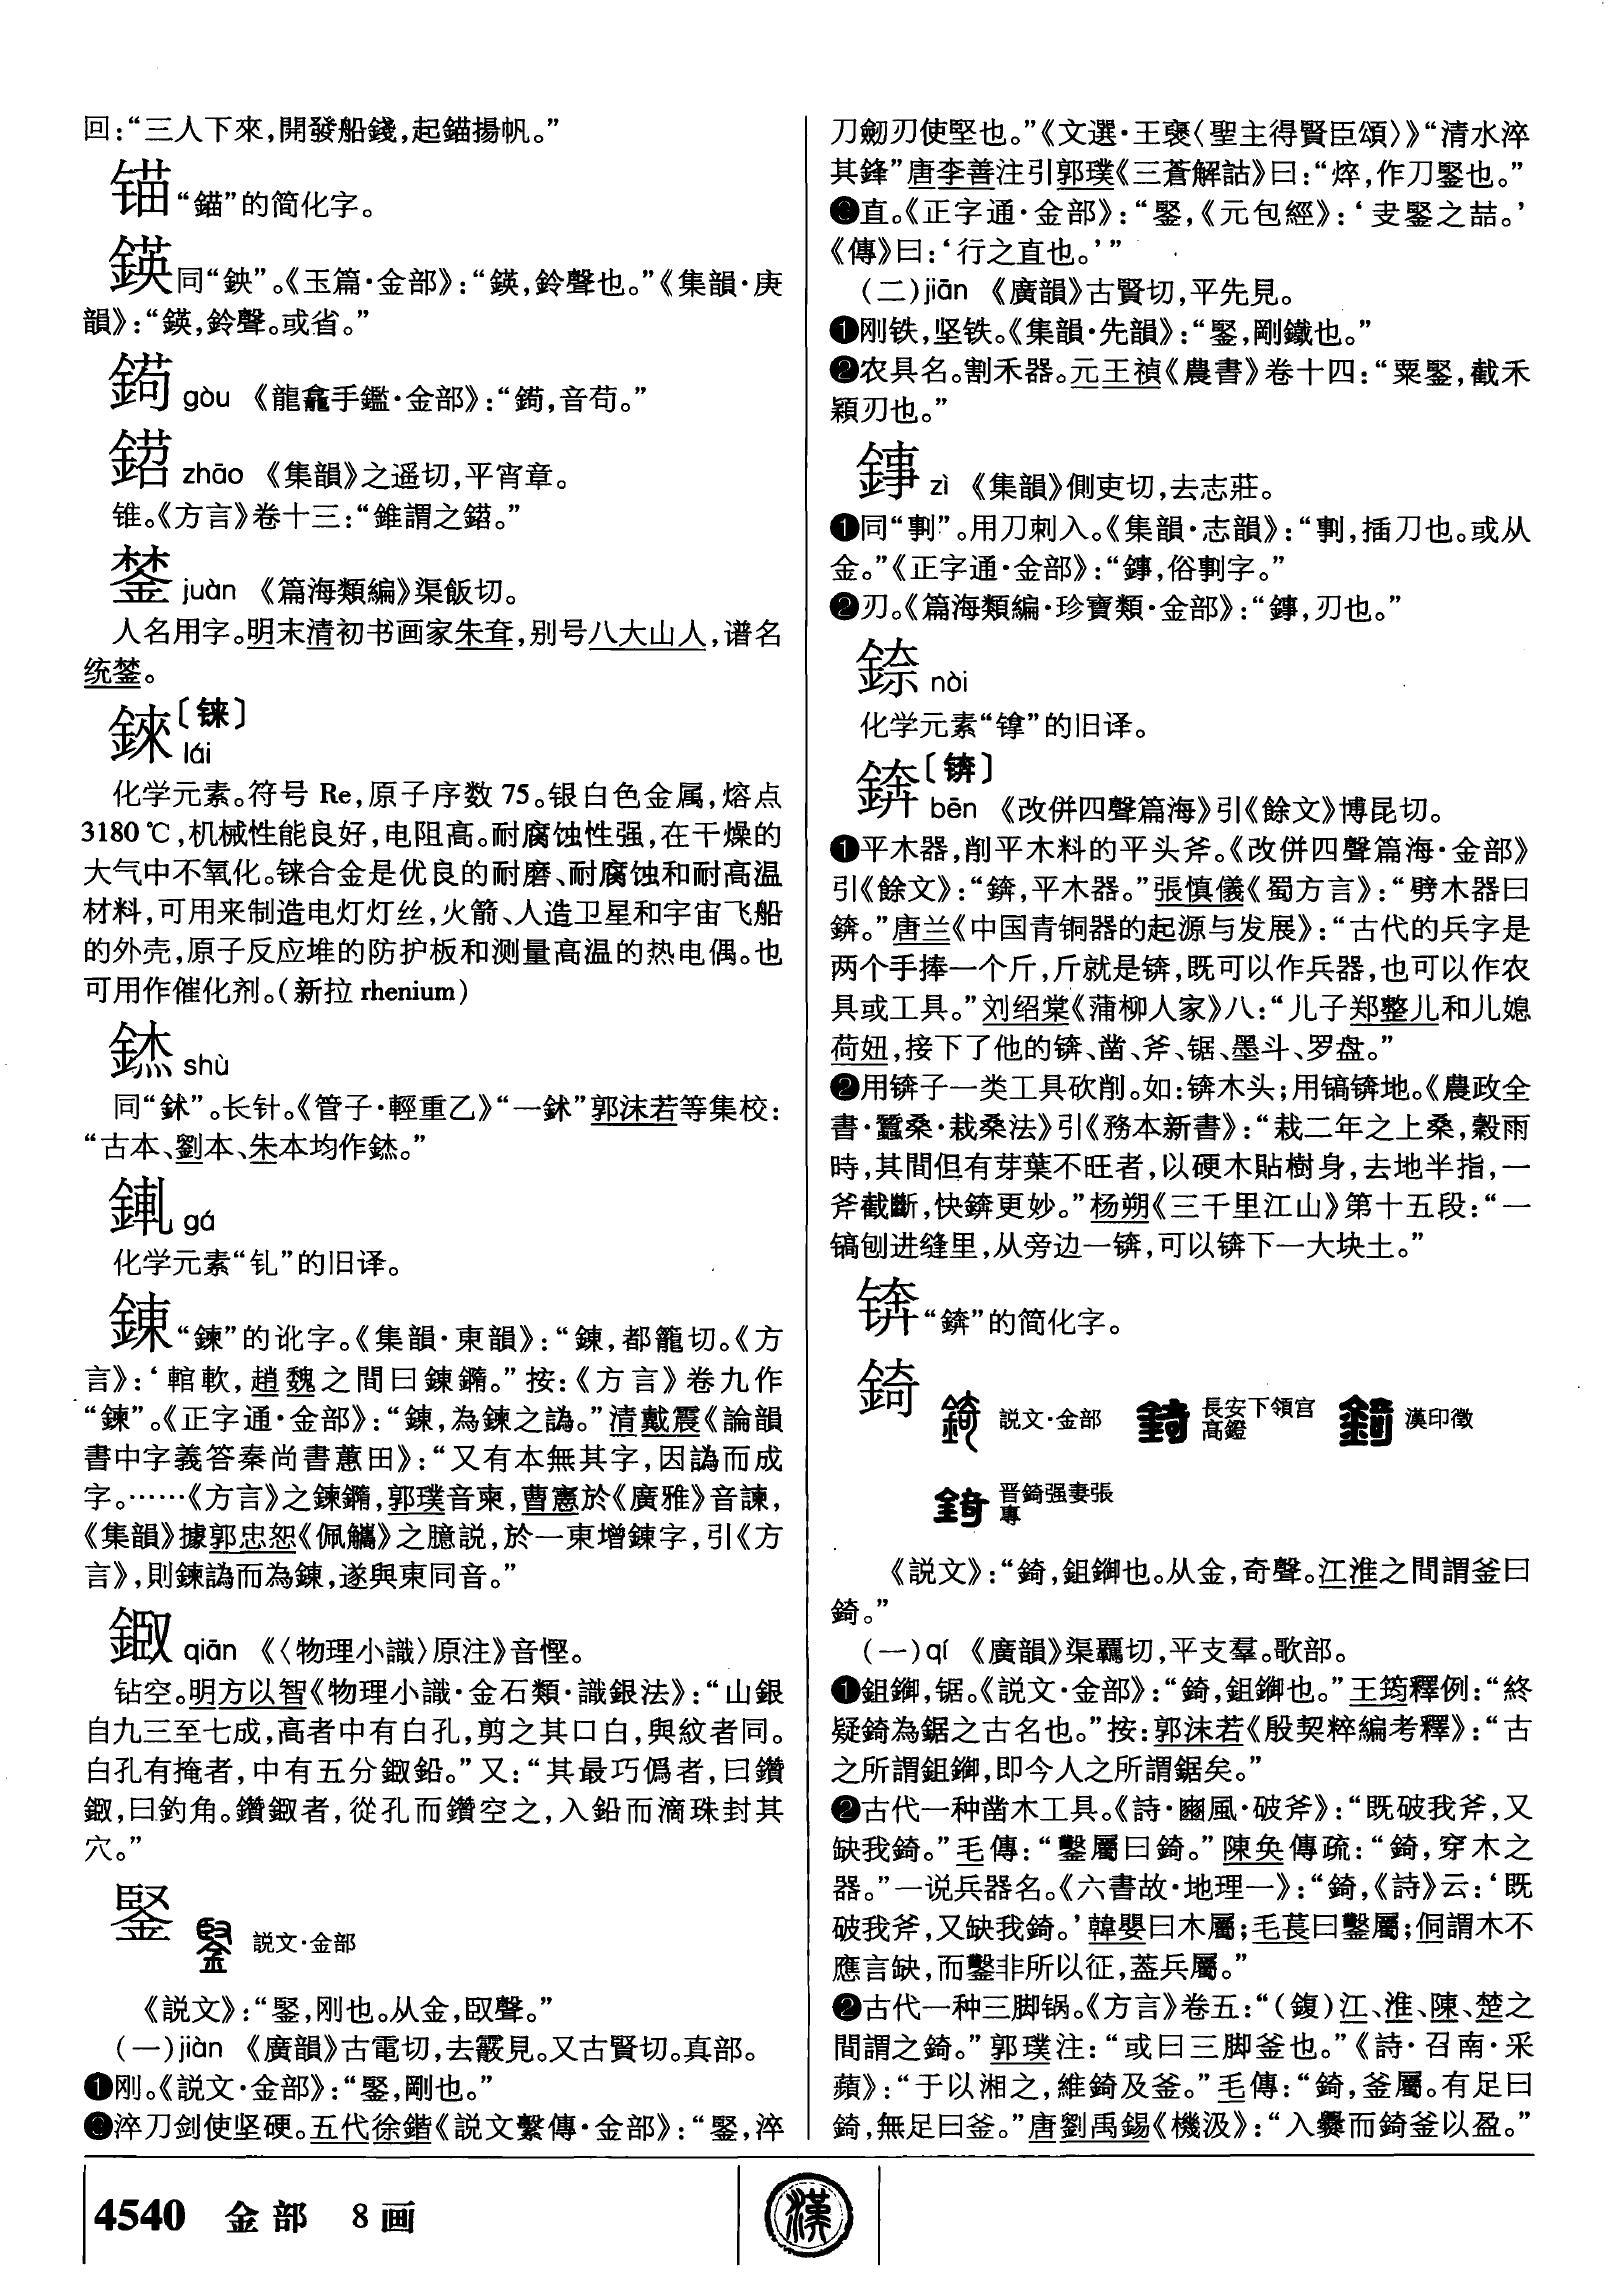 回：“三人下來，開發船錢，起錨揚帆。”
锚“錨”的简化字。
鍈同“鉠”。《玉篇·金部》：“鍈，鈴聲也。”《集韻·庚
韻》：“鍈，鈴聲。或省。”
gòu 《龍龕手鑑·金部》：“，音苟。”
zhāo 《集韻》之遥切，平宵章。
锥。《方言》卷十三：“錐謂之。”
juàn 《篇海類編》渠飯切。
人名用字。明末清初书画家朱耷，别号八大山人，谱名
统。
錸〔铼〕
lái
化学元素。符号 Re，原子序数 75。银白色金属，熔点
3180℃，机械性能良好，电阻高。耐腐蚀性强，在干燥的
大气中不氧化。铼合金是优良的耐磨、耐腐蚀和耐高温
材料，可用来制造电灯灯丝，火箭、人造卫星和宇宙飞船
的外壳，原子反应堆的防护板和测量高温的热电偶。也
可用作催化剂。（新拉 rhenium）
shù
同“鉥”。长针。《管子·輕重乙》“一鉥”郭沫若等集校：
“古本、劉本、朱本均作。”
gá
化学元素“钆”的旧译。
錬“鍊”的讹字。《集韻·東韻》：“，都籠切。《方
言》：‘輨軑，趙魏之間曰鏅。”按：《方言》卷九作
“鍊”。《正字通·金部》：“，為鍊之譌。”清戴震《論韻
書中字義答秦尚書蕙田》：“又有本無其字，因譌而成
字。……《方言》之鍊，郭璞音柬，曹憲於《廣雅》音諫，
《集韻》據郭忠恕《佩觿》之臆説，於一東增字，引《方
言》，則鍊譌而為，遂與東同音。”
qiān 《〈物理小識〉原注》音慳。
钻空。明方以智《物理小識·金石類·識銀法》：“山銀
自九三至七成，高者中有白孔，剪之其口白，與紋者同。
白孔有掩者，中有五分鉛。”又：“其最巧僞者，曰鑽
，曰釣角。鑽者，從孔而鑽空之，入鉛而滴珠封其
穴。”
鋻 説文·金部
《説文》：“鋻，刚也。从金，臤聲。”
（一）jiàn 《廣韻》古電切，去霰見。又古賢切。真部。
❶刚。《説文·金部》：“鋻，剛也。”
❷淬刀剑使坚硬。五代徐鍇《説文繫傳·金部》：“鋻，淬
刀劒刃使堅也。”《文選·王襃〈聖主得賢臣頌〉》“清水淬
其鋒”唐李善注引郭璞《三蒼解詁》曰：“焠，作刀鋻也。”
❸直。《正字通·金部》：“鋻，《元包經》：‘叏鋻之喆。’
《傳》曰：‘行之直也。’”
（二）jiān 《廣韻》古賢切，平先見。
❶刚铁，坚铁。《集韻·先韻》：“鋻，剛鐵也。”
❷农具名。割禾器。元王禎《農書》卷十四：“粟鋻，截禾
穎刃也。”
zì 《集韻》側吏切，去志莊。
❶同“剚”。用刀刺入。《集韻·志韻》：“剚，插刀也。或从
金。”《正字通·金部》：“，俗剚字。”
❷刃。《篇海類編·珍寶類·金部》：“，刃也。”
錼 nài
化学元素“镎”的旧译。
錛〔锛〕
bēn 《改併四聲篇海》引《餘文》博昆切。
❶平木器，削平木料的平头斧。《改併四聲篇海·金部》
引《餘文》：“錛，平木器。”張慎儀《蜀方言》：“劈木器曰
錛。”唐兰《中国青铜器的起源与发展》：“古代的兵字是
两个手捧一个斤，斤就是锛，既可以作兵器，也可以作农
具或工具。”刘绍棠《蒲柳人家》八：“儿子郑整儿和儿媳
荷妞，接下了他的锛、凿、斧、锯、墨斗、罗盘。”
❷用锛子一类工具砍削。如：锛木头；用镐锛地。《農政全
書·蠶桑·栽桑法》引《務本新書》：“栽二年之上桑，穀雨
時，其間但有芽葉不旺者，以硬木貼樹身，去地半指，一
斧截斷，快錛更妙。”杨朔《三千里江山》第十五段：“一
镐刨进缝里，从旁边一锛，可以锛下一大块土。”
锛“錛”的简化字。
錡 説文·金部 長安下領宫高鐙 漢印徵
晋錡强妻張專
《説文》：“錡，鉏鋤也。从金，奇聲。江淮之間謂釜曰
錡。”
（一）qí 《廣韻》渠羈切，平支羣。歌部。
❶鉏鋤，锯。《説文·金部》：“錡，鉏鋤也。”王筠釋例：“終
疑錡為鋸之古名也。”按：郭沫若《殷契粹編考釋》：“古
之所謂鉏鋤，即今人之所謂鋸矣。”
❷古代一种凿木工具。《詩·豳風·破斧》：“既破我斧，又
缺我錡。”毛傳：“鑿屬曰錡。”陳奂傳疏：“錡，穿木之
器。”一说兵器名。《六書故·地理一》：“錡，《詩》云：‘既
破我斧，又缺我錡。’韓嬰曰木屬；毛萇曰鑿屬；侗謂木不
應言缺，而鑿非所以征，葢兵屬。”
❷古代一种三脚锅。《方言》卷五：“（鍑）江、淮、陳、楚之
間謂之錡。”郭璞注：“或曰三脚釜也。”《詩·召南·采
蘋》：“于以湘之，維錡及釜。”毛傳：“錡，釜屬。有足曰
錡，無足曰釜。”唐劉禹錫《機汲》：“入爨而錡釜以盈。”
4540 金部 8画
漢